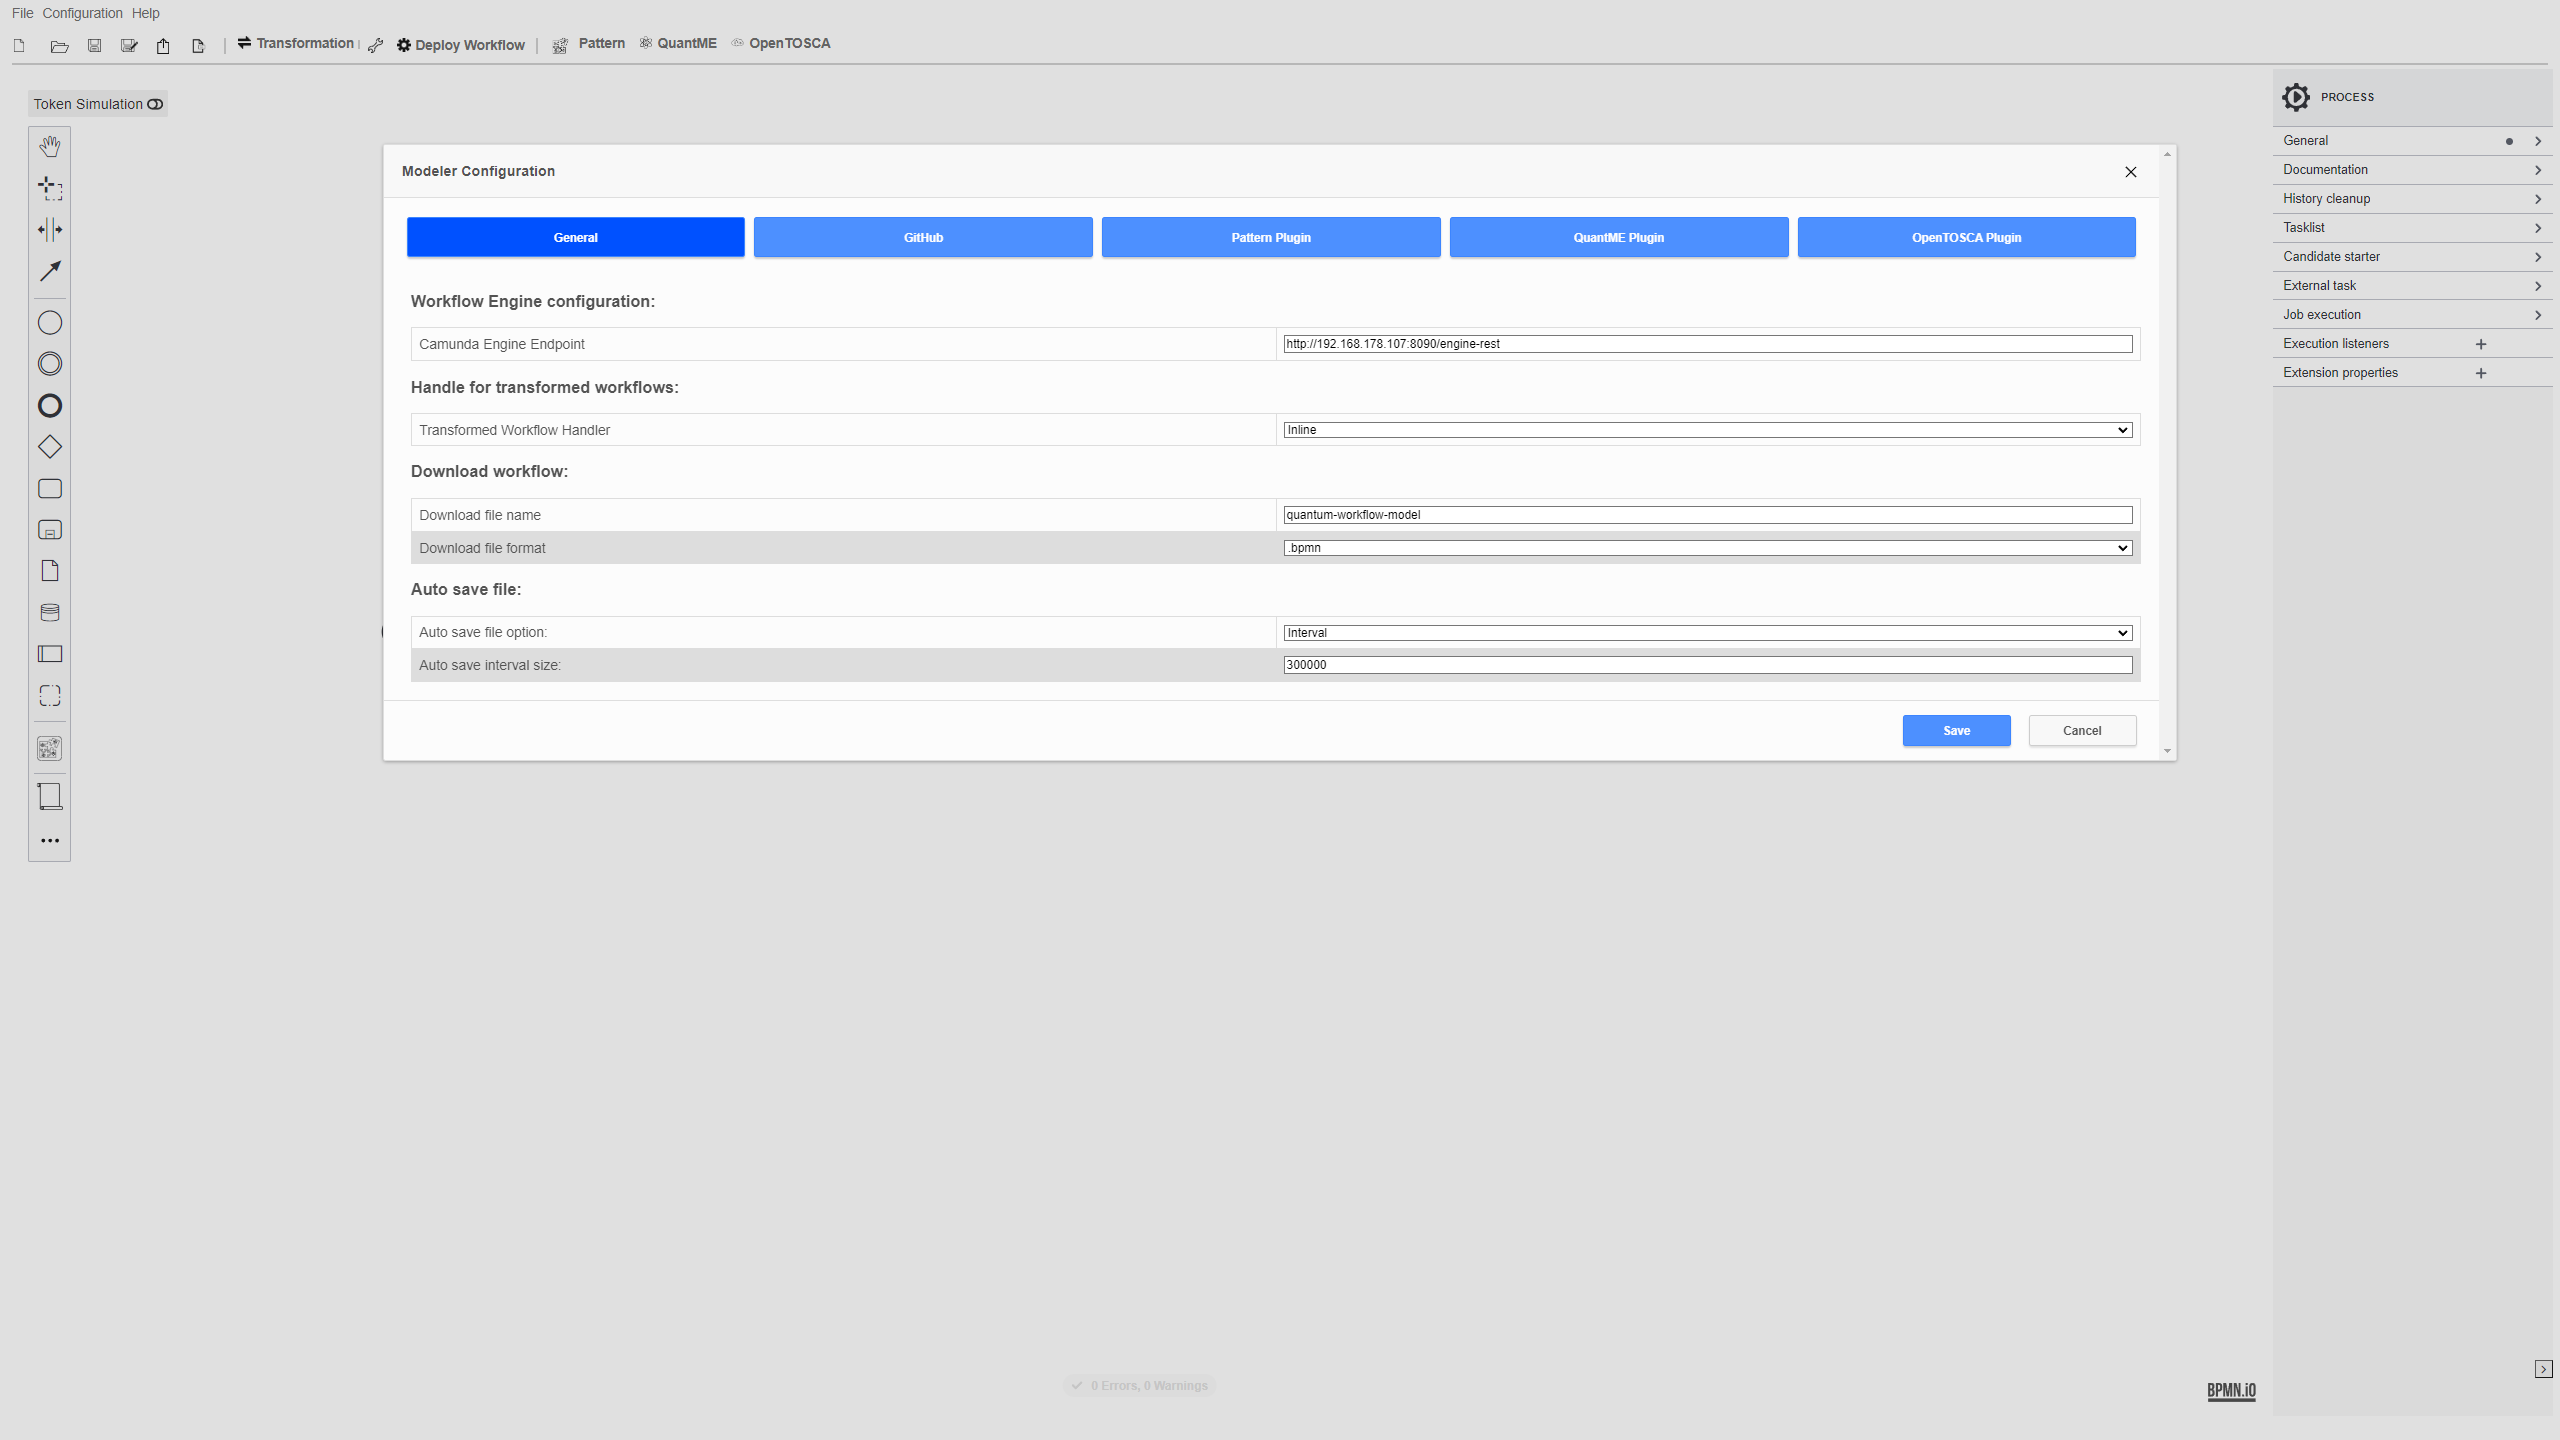 File Configuration Help
Transformation Deploy Workflow Pattern QuantME OpenTOSCA
Token Simulation
PROCESS
General
Documentation
History cleanup
Tasklist
Candidate starter
External task
Job execution
Execution listeners
Extension properties
Modeler Configuration
General GitHub Pattern Plugin QuantME Plugin OpenTOSCA Plugin
Workflow Engine configuration:
Camunda Engine Endpoint http://192.168.178.107:8090/engine-rest
Handle for transformed workflows:
Transformed Workflow Handler Inline
Download workflow:
Download file name quantum-workflow-model
Download file format .bpmn
Auto save file:
Auto save file option: Interval
Auto save interval size: 300000
Save Cancel
0 Errors, 0 Warnings
BPMN.iO